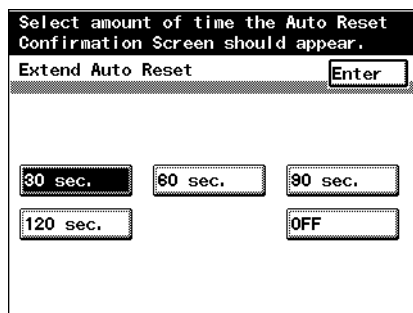 Select amount of time the Auto Reset
Confirmation Screen should appear.
Extend Auto Reset Enter
30 sec. 60 sec. 90 sec.
120 sec. OFF